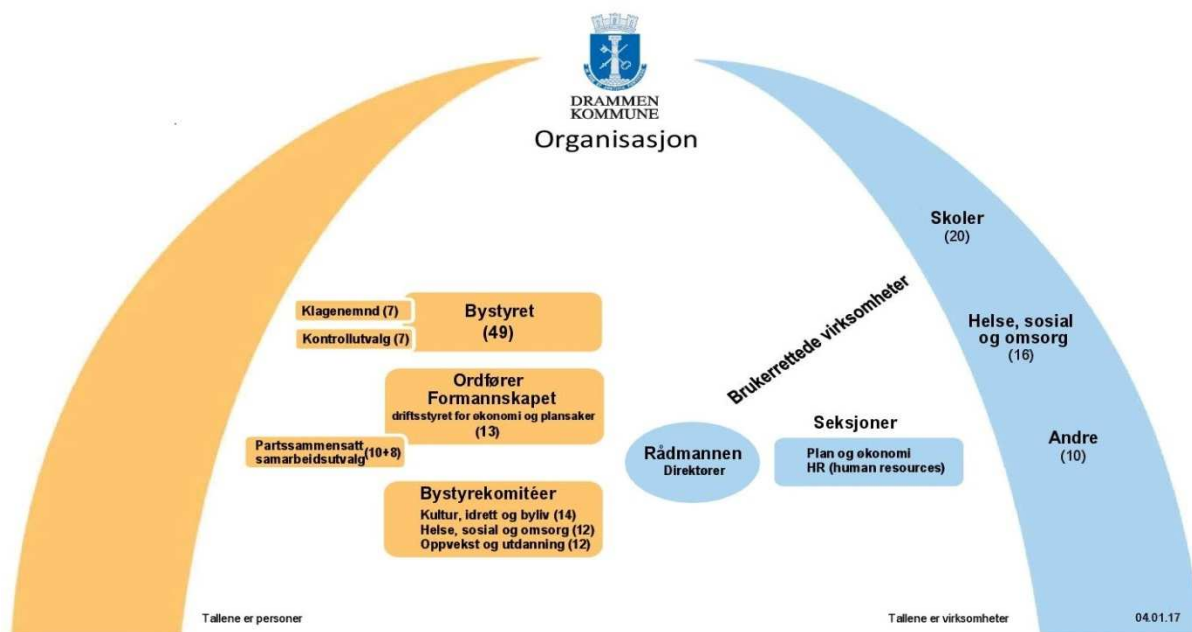 DRAMMEN
KOMMUNE
Organisasjon
Klagenemnd (7)
Kontrollutvalg (7)
Bystyret
(49)
Ordfører
Formannskapet
driftsstyret for økonomi og plansaker
(13)
Partssammensatt
samarbeidsutvalg (10+8)
Bystyrekomitéer
Kultur, idrett og byliv (14)
Helse, sosial og omsorg (12)
Oppvekst og utdanning (12)
Rådmannen
Direktører
Brukerrettede virksomheter
Seksjoner
Plan og økonomi
HR (human resources)
Skoler
(20)
Helse, sosial
og omsorg
(16)
Andre
(10)
Tallene er personer
Tallene er virksomheter
04.01.17